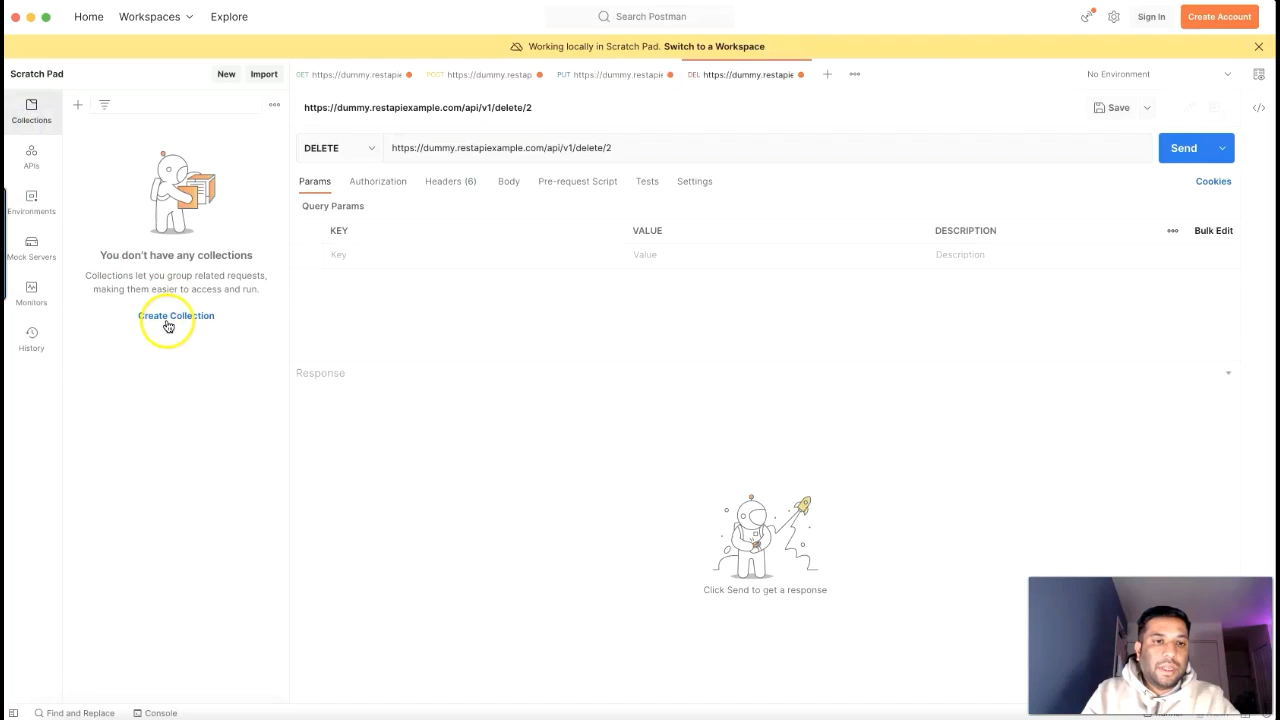 Home Workspaces Explore Search Postman Sign In Create Account
Working locally in Scratch Pad. Switch to a Workspace
Scratch Pad New Import GET https://dummy.restapie POST https://dummy.restap PUT https://dummy.restapie DEL https://dummy.restapie No Environment
Collections
https://dummy.restapiexample.com/api/v1/delete/2 Save
DELETE https://dummy.restapiexample.com/api/v1/delete/2 Send
APIs
Params Authorization Headers (6) Body Pre-request Script Tests Settings Cookies
Query Params
Environments
KEY VALUE DESCRIPTION Bulk Edit
Key Value Description
Mock Servers
You don't have any collections
Collections let you group related requests,
making them easier to access and run.
Monitors
Create Collection
History
Response
Click Send to get a response
Find and Replace Console